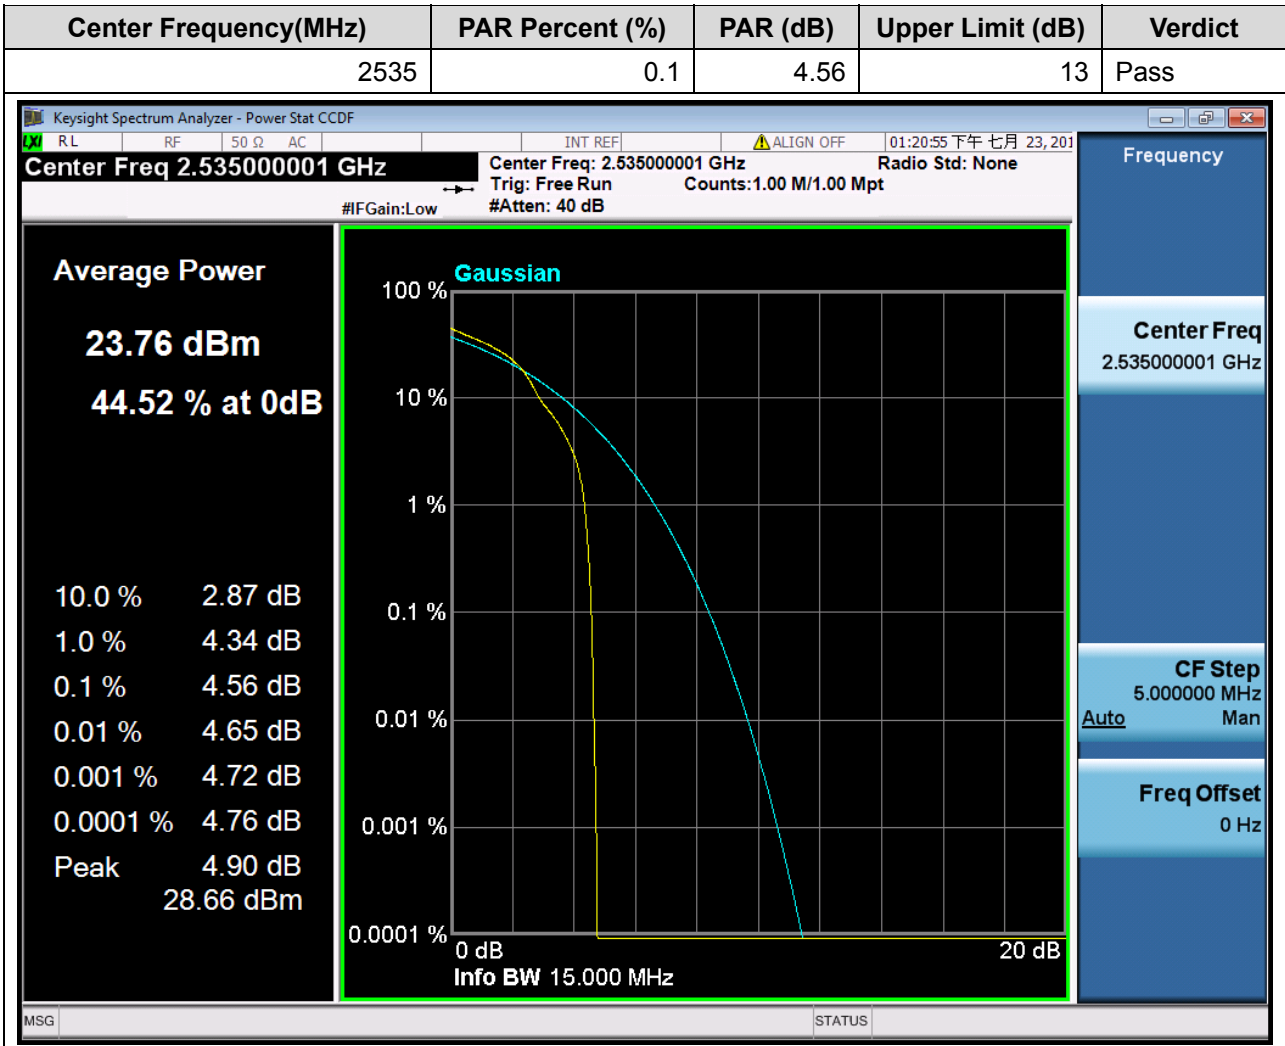 Center Frequency(MHz) PAR Percent (%) PAR (dB) Upper Limit (dB) Verdict
2535 0.1 4.56 13 Pass
Keysight Spectrum Analyzer - Power Stat CCDF
LXI RL RF 50 Ω AC INT REF ALIGN OFF 01:20:55 下午 七月 23, 201
Center Freq 2.535000001 GHz
Center Freq: 2.535000001 GHz Radio Std: None
Trig: Free Run Counts:1.00 M/1.00 Mpt
#IFGain:Low #Atten: 40 dB
Frequency
Average Power
23.76 dBm
44.52 % at 0dB
10.0 % 2.87 dB
1.0 % 4.34 dB
0.1 % 4.56 dB
0.01 % 4.65 dB
0.001 % 4.72 dB
0.0001 % 4.76 dB
Peak 4.90 dB
28.66 dBm
Gaussian
100 %
10 %
1 %
0.1 %
0.01 %
0.001 %
0.0001 %
0 dB 20 dB
Info BW 15.000 MHz
Center Freq
2.535000001 GHz
CF Step
5.000000 MHz
Auto Man
Freq Offset
0 Hz
MSG STATUS